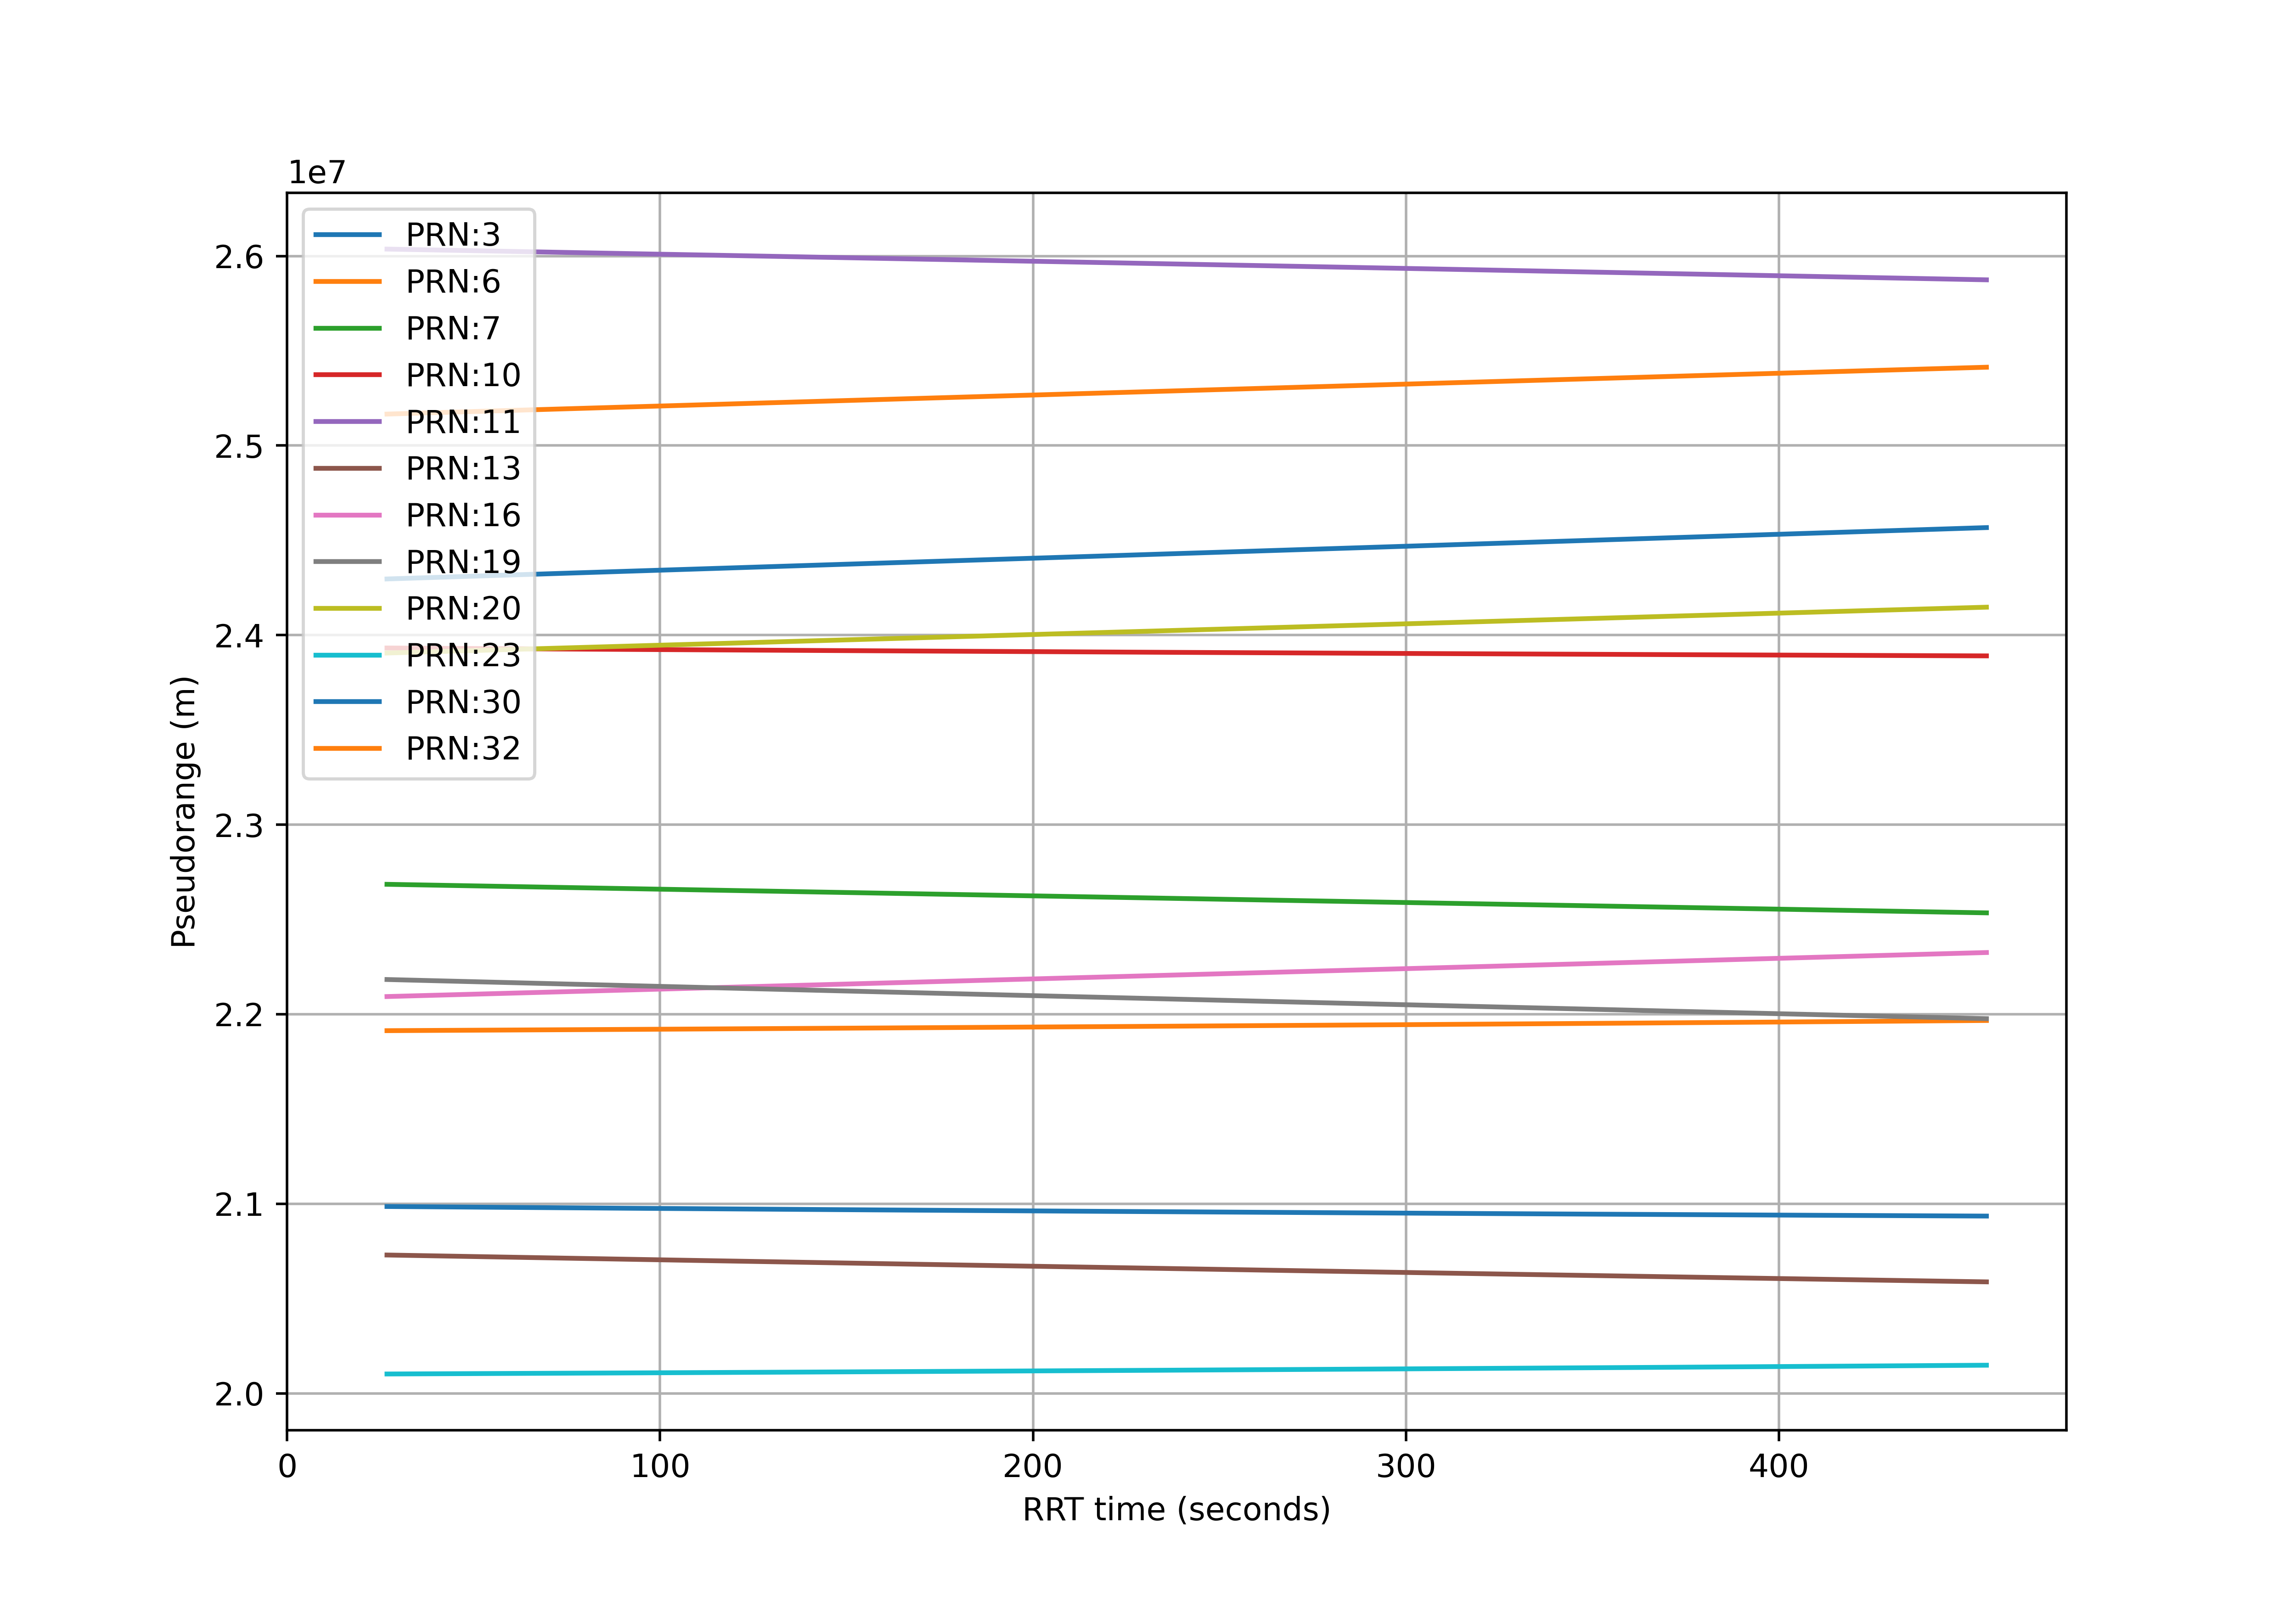 1e7
2.6
2.5
2.4
2.3
2.2
2.1
2.0
Pseudorange (m)
PRN:3
PRN:6
PRN:7
PRN:10
PRN:11
PRN:13
PRN:16
PRN:19
PRN:20
PRN:23
PRN:30
PRN:32
0 100 200 300 400
RRT time (seconds)